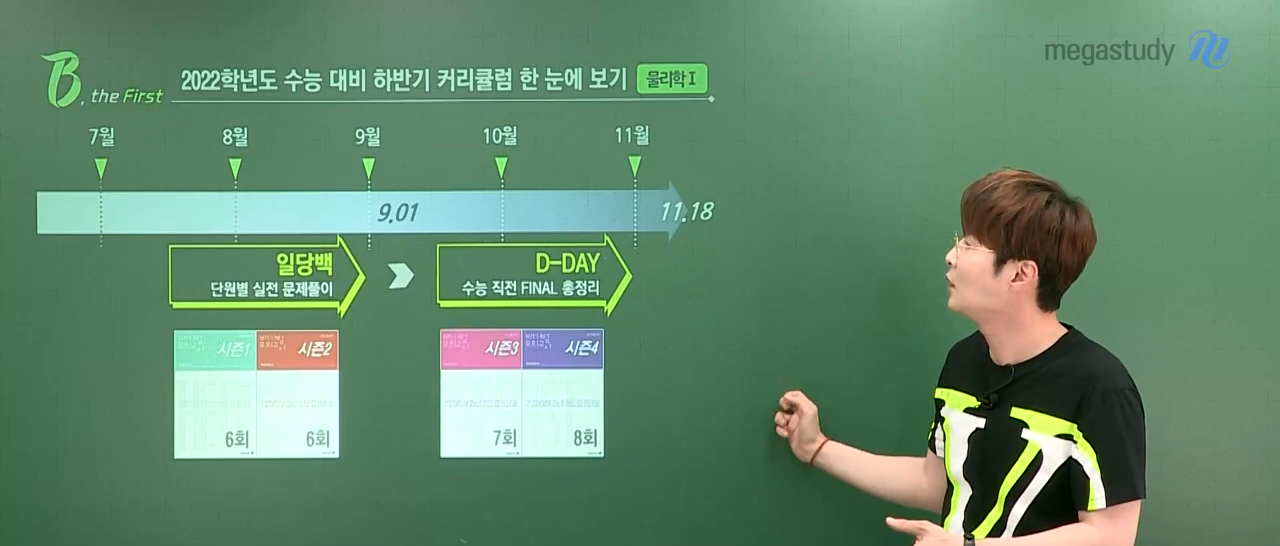 megastudy
B, the First
2022학년도 수능 대비 하반기 커리큘럼 한 눈에 보기 물리학 I
7월 8월 9월 10월 11월
9.01 11.18
일당백
단원별 실전 문제풀이
D-DAY
수능 직전 FINAL 총정리
시즌1 시즌2 시즌3 시즌4
6회 6회 7회 8회